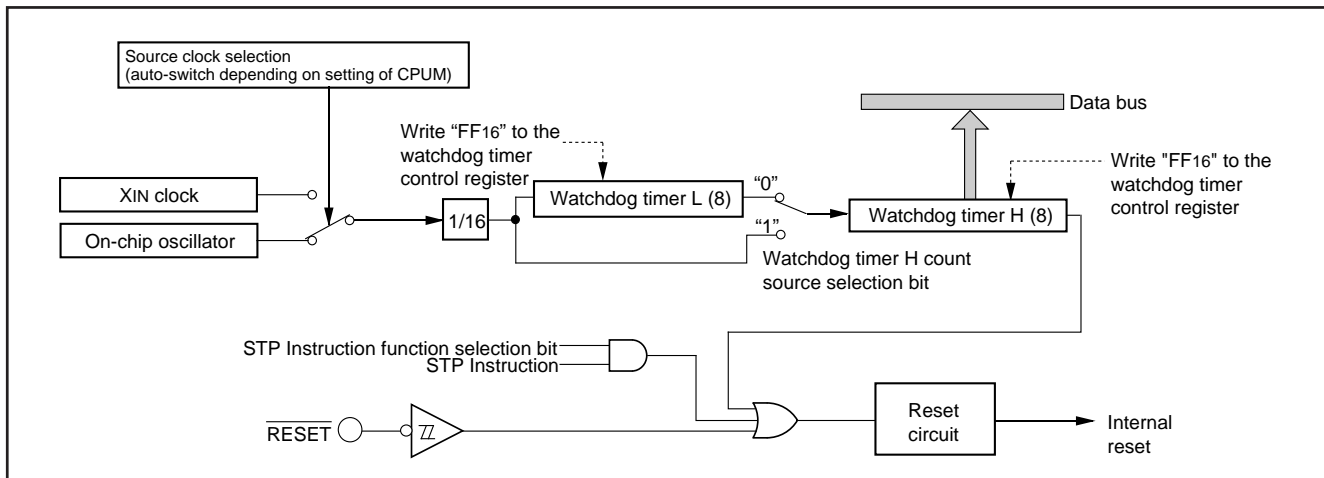 Source clock selection
(auto-switch depending on setting of CPUM)
Data bus
Write “FF16” to the
watchdog timer
control register
Write "FF16" to the
watchdog timer
control register
XIN clock
On-chip oscillator
1/16
Watchdog timer L (8)
“0”
“1”
Watchdog timer H (8)
Watchdog timer H count
source selection bit
STP Instruction function selection bit
STP Instruction
RESET
Reset
circuit
Internal
reset